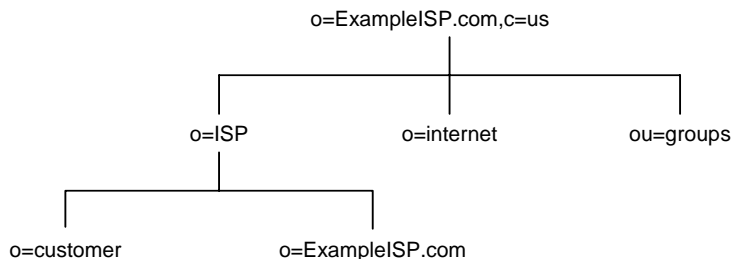 o=ExampleISP.com,c=us
o=ISP
o=internet
ou=groups
o=customer
o=ExampleISP.com